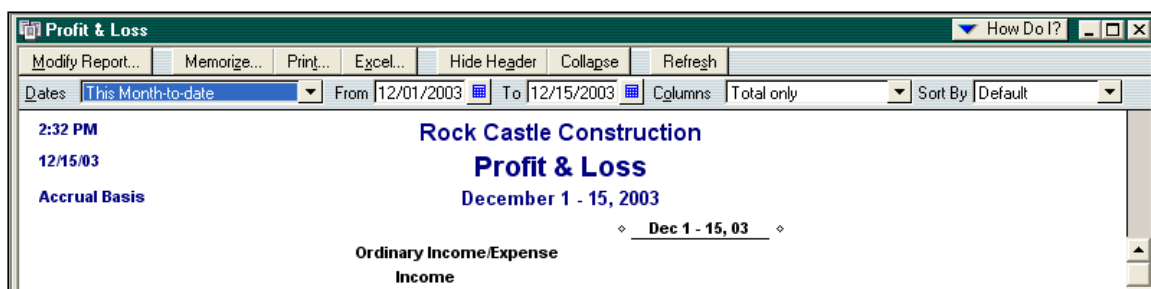 Profit & Loss How Do I?
Modify Report... Memorize... Print... Excel... Hide Header Collapse Refresh
Dates This Month-to-date From 12/01/2003 To 12/15/2003 Columns Total only Sort By Default
2:32 PM Rock Castle Construction
12/15/03 Profit & Loss
Accrual Basis December 1 - 15, 2003
Dec 1 - 15, 03
Ordinary Income/Expense
Income